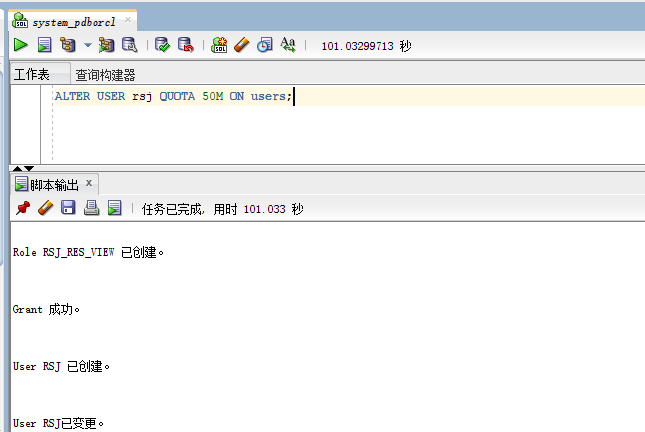 system_pdborcl
101.03299713 秒
工作表
查询构建器
ALTER USER rsj QUOTA 50M ON users;
脚本输出 x
任务已完成, 用时 101.033 秒
Role RSJ_RES_VIEW 已创建。
Grant 成功。
User RSJ 已创建。
User RSJ已变更。